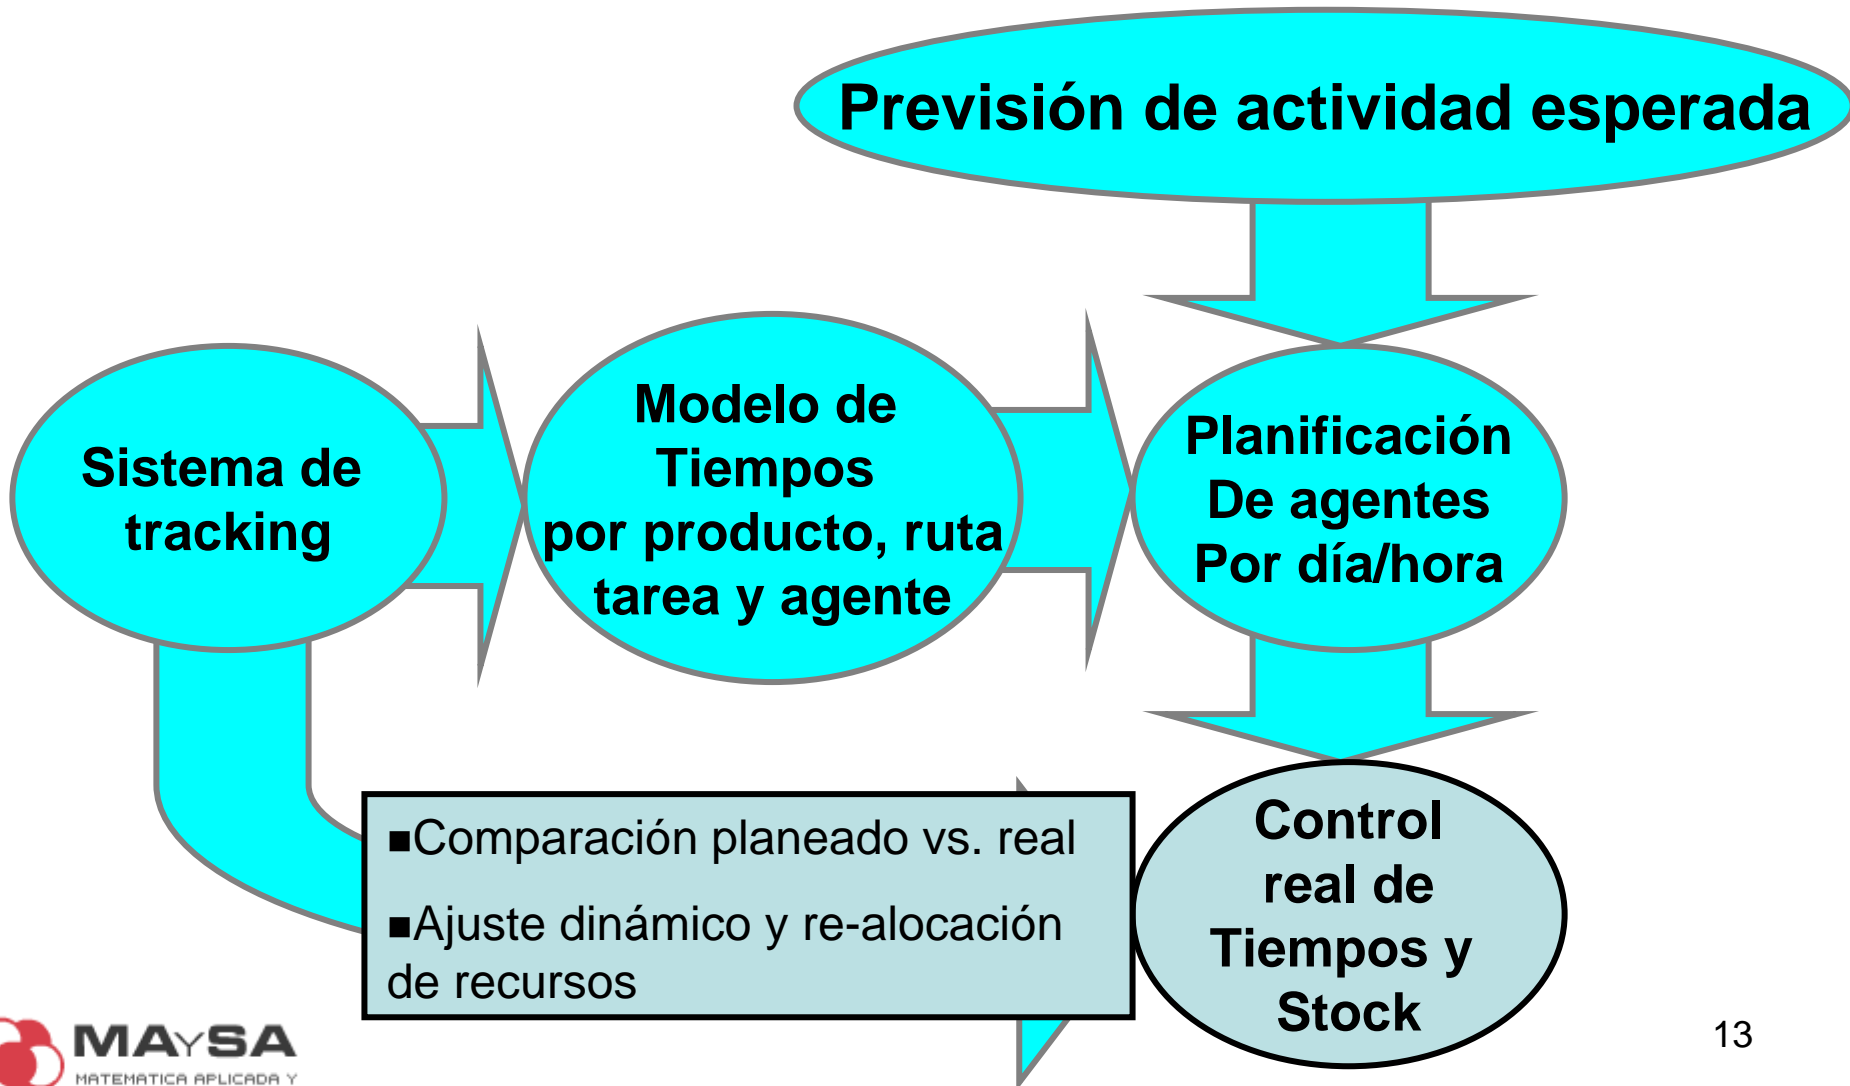 Previsión de actividad esperada
Sistema de
tracking
Modelo de
Tiempos
por producto, ruta
tarea y agente
Planificación
De agentes
Por día/hora
■Comparación planeado vs. real
■Ajuste dinámico y re-alocación
de recursos
Control
real de
Tiempos y
Stock
MAYSA
MATEMATICA APLICADA Y
13